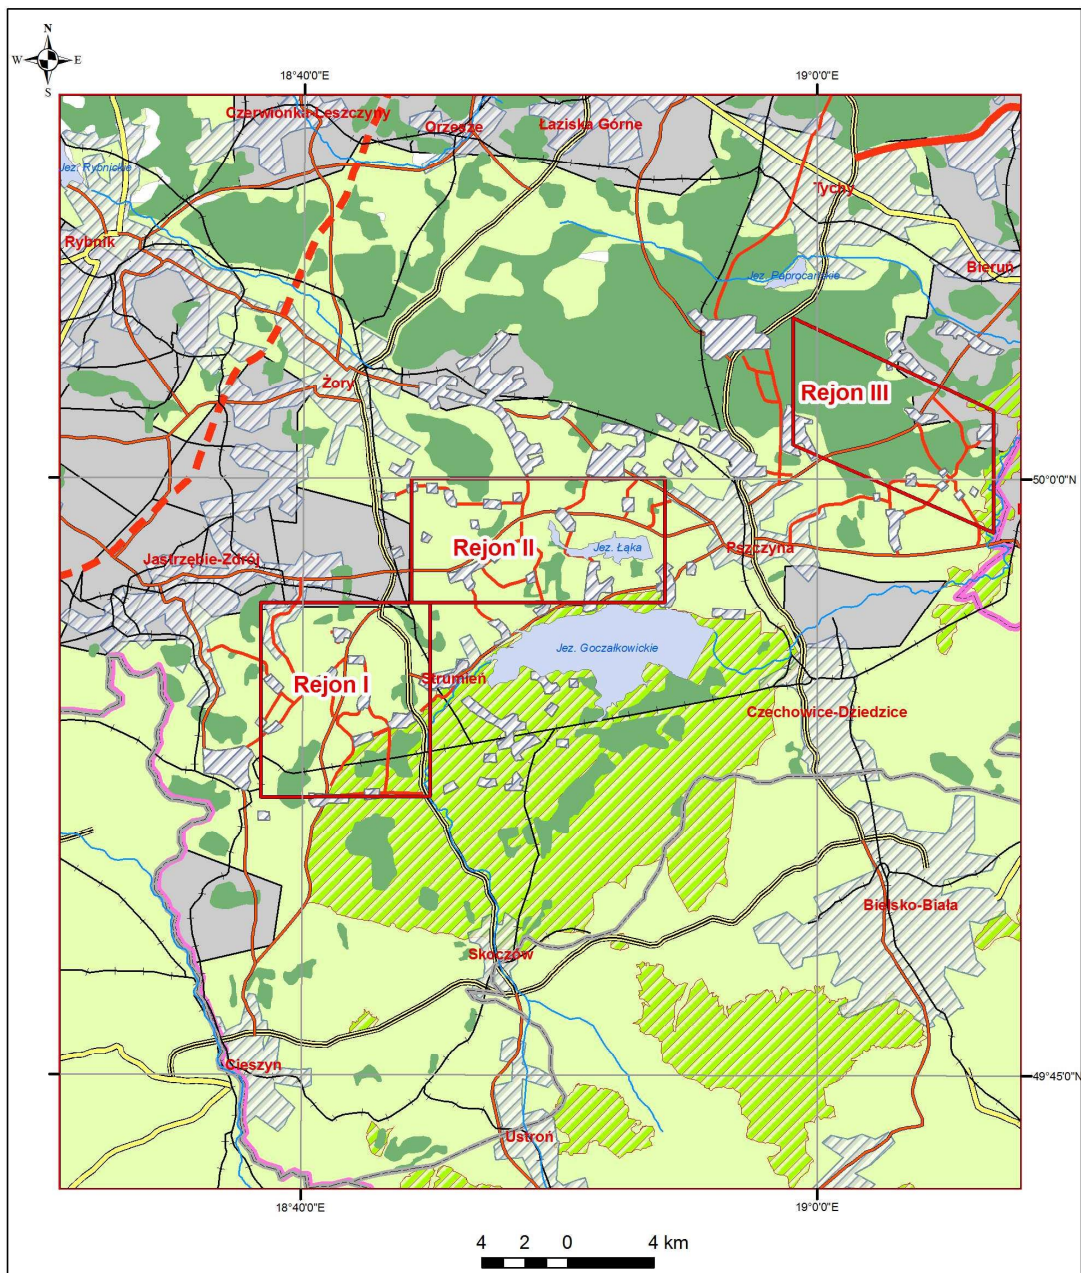 N
W E
S
18°40'0"E 19°0'0"E
Czerwionka-Leszczyny
Orzesze
Łaziska Górne
Jez. Rybnickie
Tychy
Rybnik
Jez. Paprocańskie
Bieruń
Żory
Rejon III
50°0'0"N
Rejon II
Jez. Łąka
Pszczyna
Jastrzębie-Zdrój
Jez. Goczałkowickie
Rejon I
Strumień
Czechowice-Dziedzice
Bielsko-Biała
Skoczów
Cieszyn
49°45'0"N
Ustroń
18°40'0"E 19°0'0"E
4 2 0 4 km